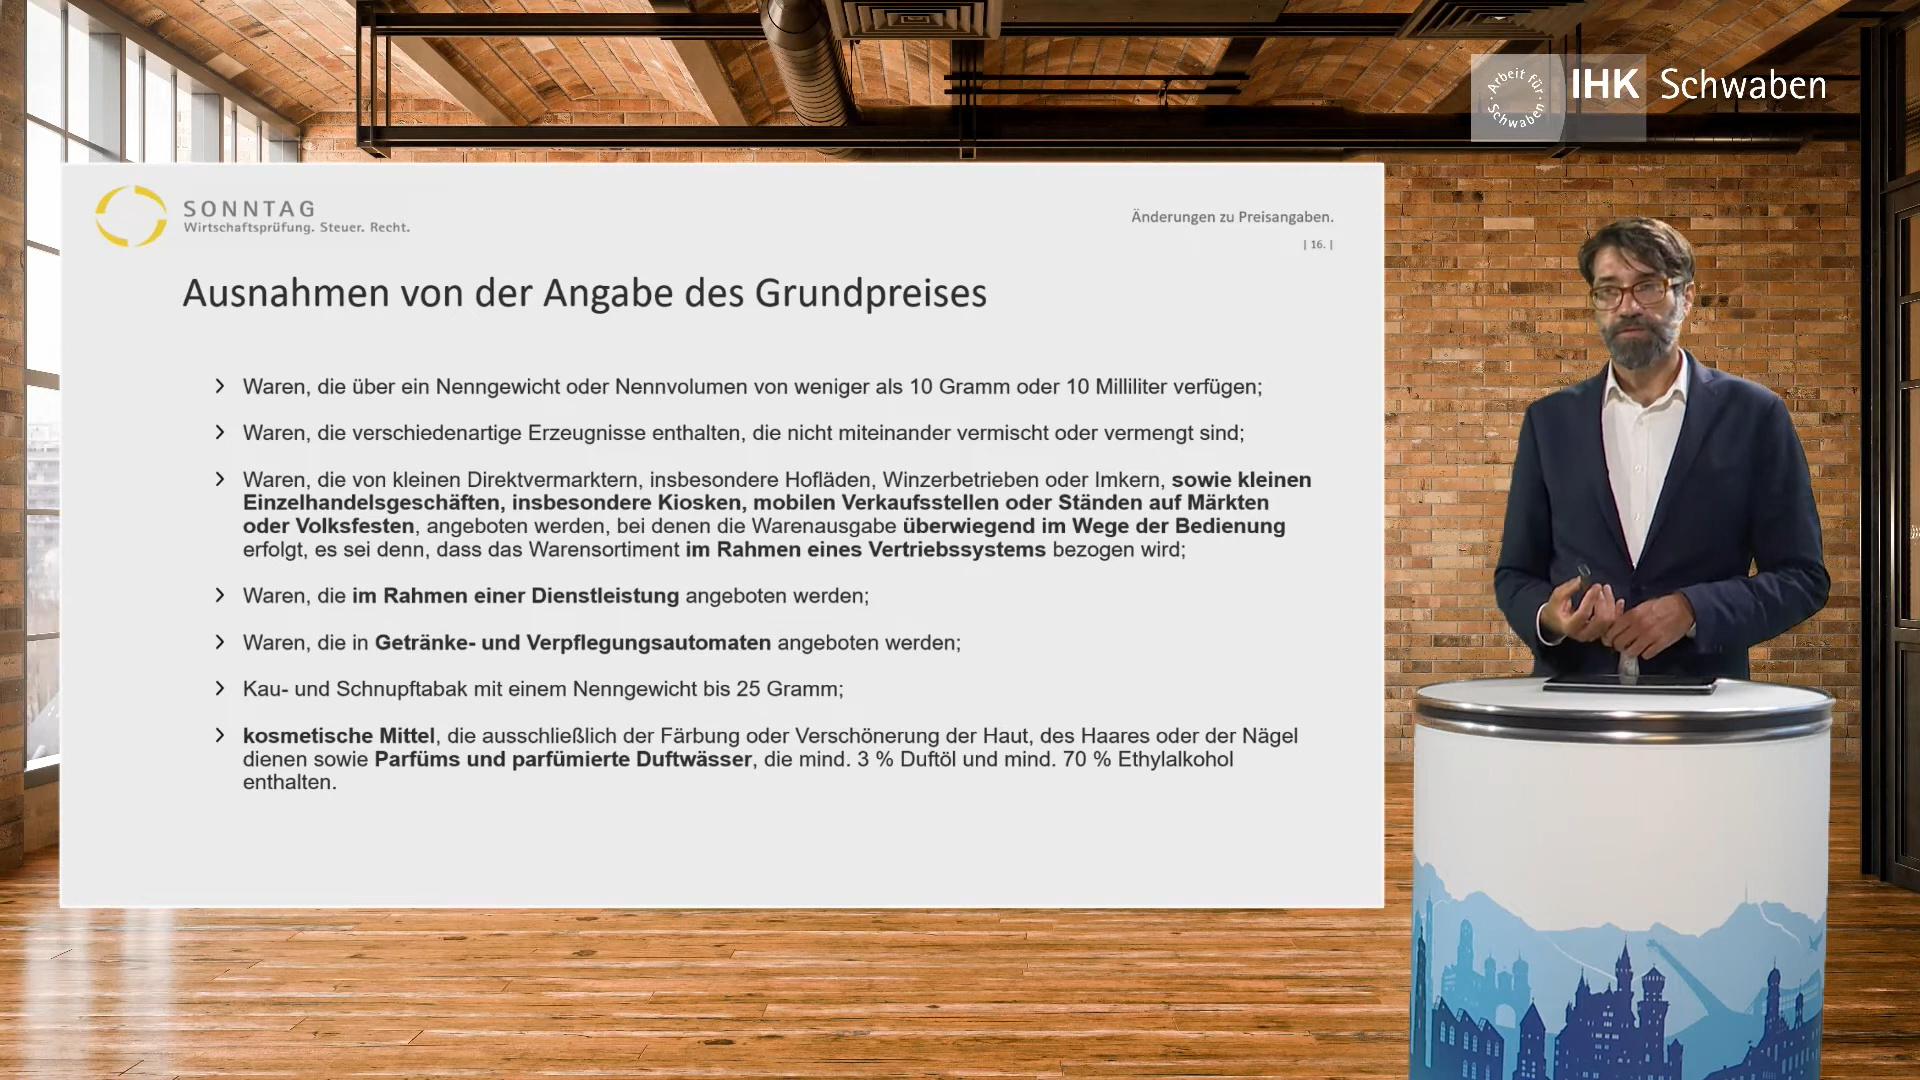 Arbeit für Schwaben
IHK Schwaben
SONNTAG
Wirtschaftsprüfung. Steuer. Recht.
Änderungen zu Preisangaben.
| 16. |
Ausnahmen von der Angabe des Grundpreises
Waren, die über ein Nenngewicht oder Nennvolumen von weniger als 10 Gramm oder 10 Milliliter verfügen;
Waren, die verschiedenartige Erzeugnisse enthalten, die nicht miteinander vermischt oder vermengt sind;
Waren, die von kleinen Direktvermarktern, insbesondere Hofläden, Winzerbetrieben oder Imkern, sowie kleinen
Einzelhandelsgeschäften, insbesondere Kiosken, mobilen Verkaufsstellen oder Ständen auf Märkten
oder Volksfesten, angeboten werden, bei denen die Warenausgabe überwiegend im Wege der Bedienung
erfolgt, es sei denn, dass das Warensortiment im Rahmen eines Vertriebssystems bezogen wird;
Waren, die im Rahmen einer Dienstleistung angeboten werden;
Waren, die in Getränke- und Verpflegungsautomaten angeboten werden;
Kau- und Schnupftabak mit einem Nenngewicht bis 25 Gramm;
kosmetische Mittel, die ausschließlich der Färbung oder Verschönerung der Haut, des Haares oder der Nägel
dienen sowie Parfüms und parfümierte Duftwässer, die mind. 3 % Duftöl und mind. 70 % Ethylalkohol
enthalten.